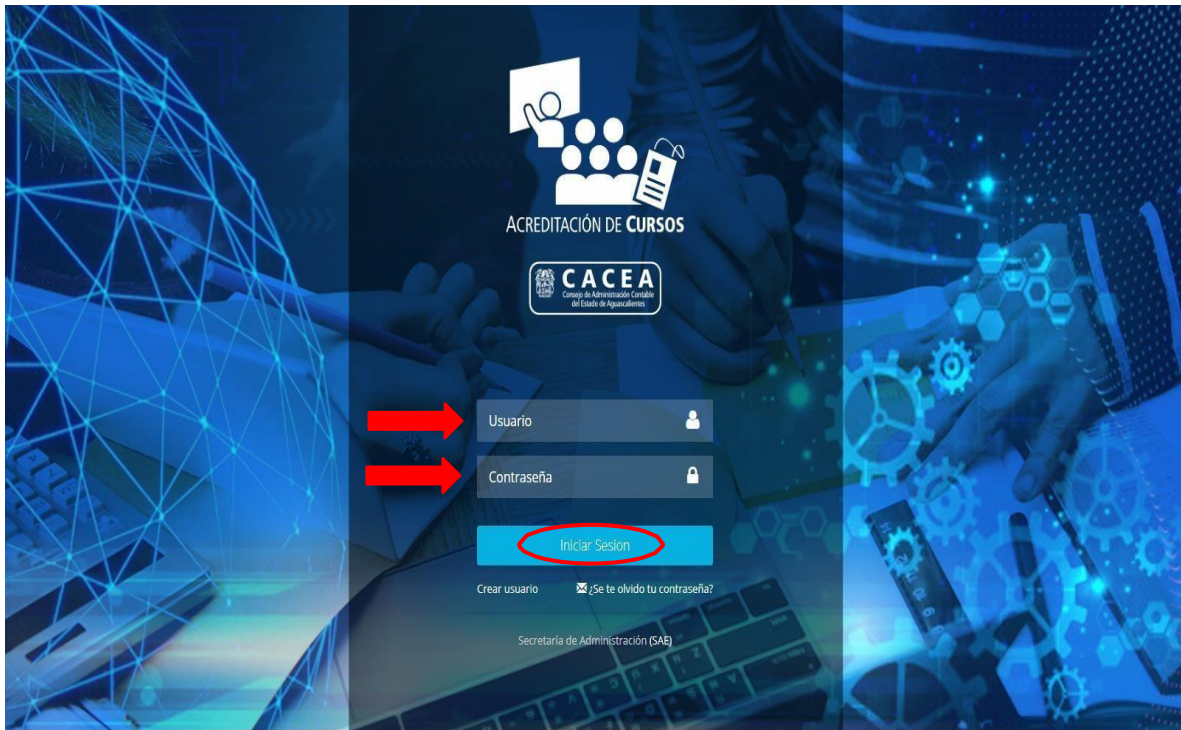 ACREDITACIÓN DE CURSOS
CACEA
Consejo de Administración Contable
del Estado de Aguascalientes
Usuario
Contraseña
Iniciar Sesion
Crear usuario
¿Se te olvido tu contraseña?
Secretaría de Administración (SAE)